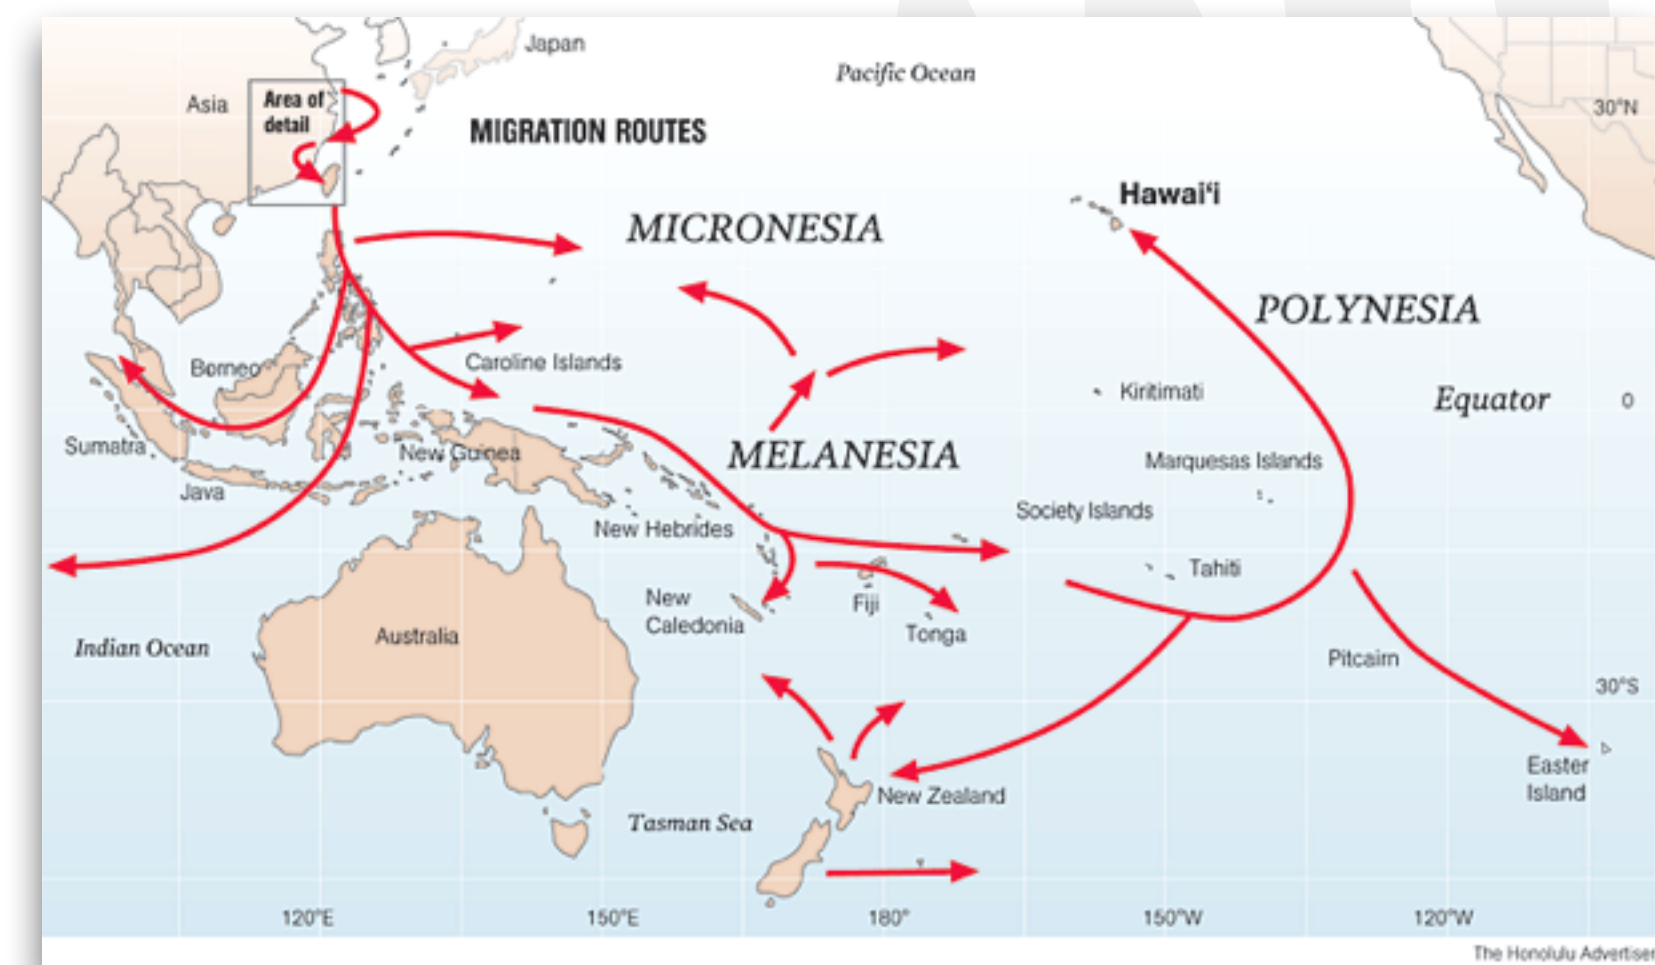 Japan
Pacific Ocean
Asia
Area of
detail
30°N
MIGRATION ROUTES
Hawai‘i
MICRONESIA
POLYNESIA
Borneo
Caroline Islands
Kiritimati
Equator
0
Sumatra
New Guinea
MELANESIA
Marquesas Islands
Java
Society Islands
New Hebrides
Tahiti
New
Caledonia
Fiji
Tonga
Australia
Indian Ocean
Pitcairn
30°S
Easter
Island
New Zealand
Tasman Sea
120°E
150°E
180°
150°W
120°W
The Honolulu Advertiser